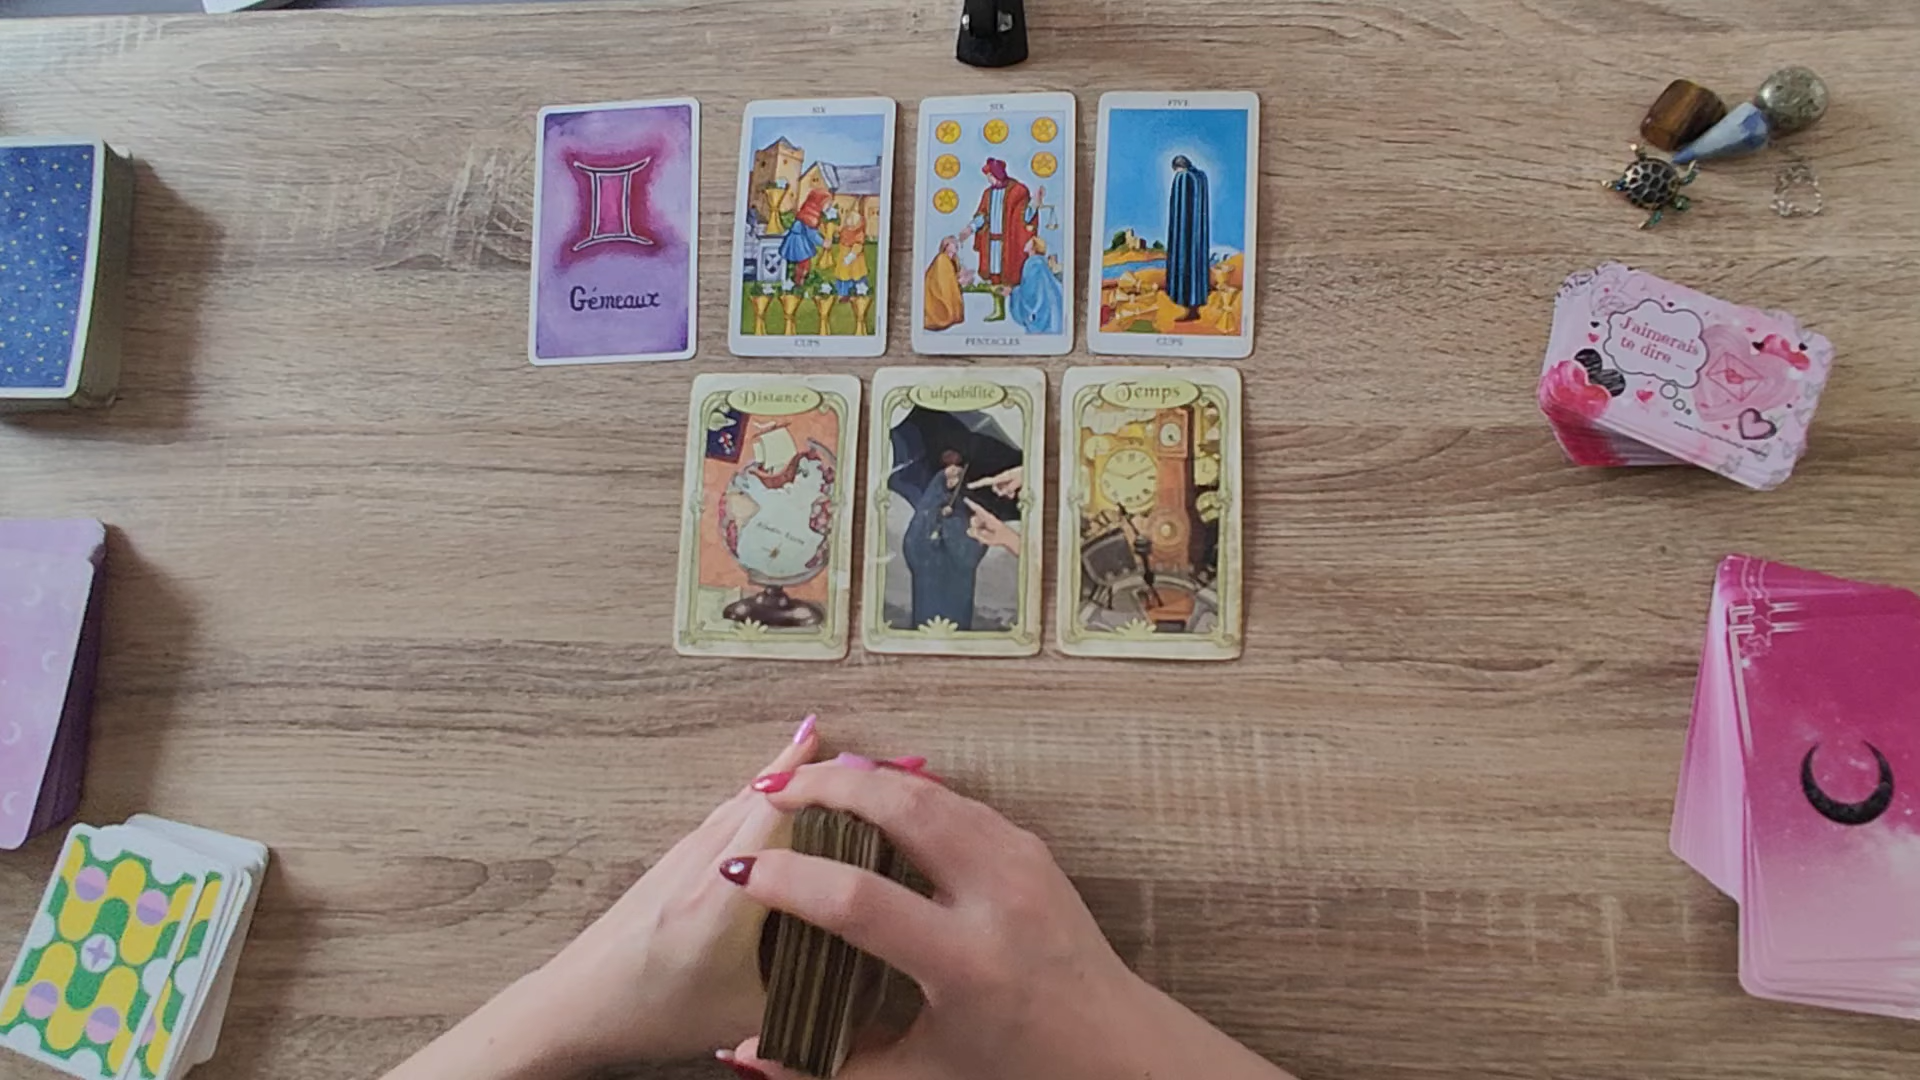 SIX
SIX
FIVE
Gémeaux
CUPS
PENTACLES
CUPS
Distance
Culpabilité
Temps
J'aimerais
te dire ...